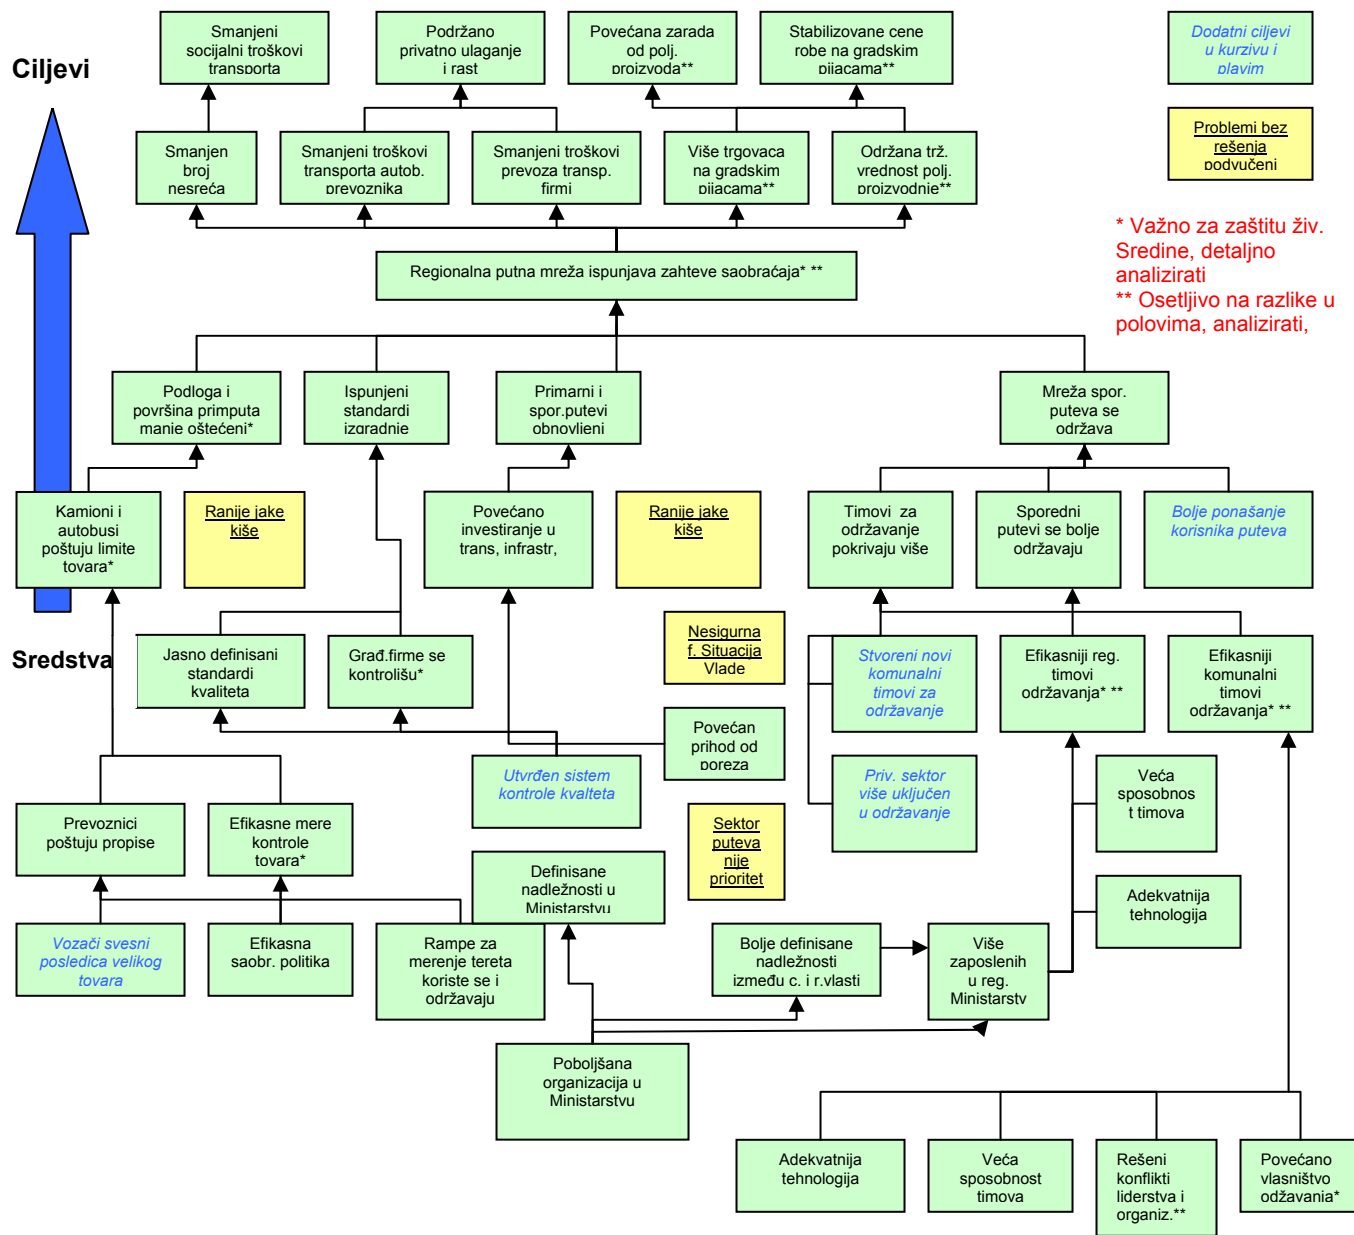 Smanjeni
socijalni troškovi
transporta
Podržano
privatno ulaganje
i rast
Povećana zarada
od polj.
proizvoda**
Stabilizovane cene
robe na gradskim
pijacama**
Dodatni ciljevi
u kurzivu i
plavim
Ciljevi
Smanjen
broj
nesreća
Smanjeni troškovi
transporta autob.
prevoznika
Smanjeni troškovi
prevoza transp.
firmi
Više trgovaca
na gradskim
pijacama**
Održana trž.
vrednost polj.
proizvodnje**
Problemi bez
rešenja
podvučeni
* Važno za zaštitu živ.
Sredine, detaljno
analizirati
** Osetljivo na razlike u
polovima, analizirati,
Regionalna putna mreža ispunjava zahteve saobraćaja* **
Podloga i
površina primputa
manje oštećeni*
Ispunjeni
standardi
izgradnje
Primarni i
spor.putevi
obnovljeni
Mreža spor.
puteva se
održava
Kamioni i
autobusi
poštuju limite
tovara*
Ranije jake
kiše
Povećano
investiranje u
trans, infrastr,
Ranije jake
kiše
Timovi za
održavanje
pokrivaju više
Sporedni
putevi se bolje
održavaju
Bolje ponašanje
korisnika puteva
Sredstva
Jasno definisani
standardi
kvaliteta
Građ.firme se
kontrolišu*
Nesigurna
f. Situacija
Vlade
Stvoreni novi
komunalni
timovi za
održavanje
Efikasniji reg.
timovi
održavanja* **
Efikasniji
komunalni
timovi
održavanja* **
Povećan
prihod od
poreza
Utvrđen sistem
kontrole kvalteta
Priv. sektor
više uključen
u održavanje
Veća
sposobnos
t timova
Prevoznici
poštuju propise
Efikasne mere
kontrole
tovara*
Sektor
puteva
nije
prioritet
Definisane
nadležnosti u
Ministarstvu
Adekvatnija
tehnologija
Vozači svesni
posledica velikog
tovara
Efikasna
saobr. politika
Rampe za
merenje tereta
koriste se i
održavaju
Bolje definisane
nadležnosti
između c. i r.vlasti
Više
zaposlenih
u reg.
Ministarstv
Poboljšana
organizacija u
Ministarstvu
Adekvatnija
tehnologija
Veća
sposobnost
timova
Rešeni
konflikti
liderstva i
organiz.**
Povećano
vlasništvo
odžavania*